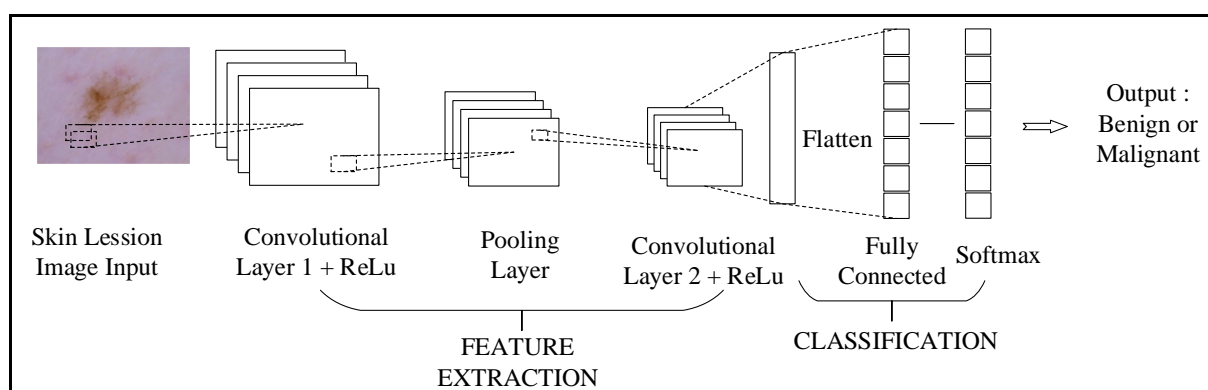 Skin Lession
Image Input
Convolutional
Layer 1 + ReLu
Pooling
Layer
Convolutional
Layer 2 + ReLu
Flatten
Fully
Connected
Softmax
Output :
Benign or
Malignant
FEATURE
EXTRACTION
CLASSIFICATION